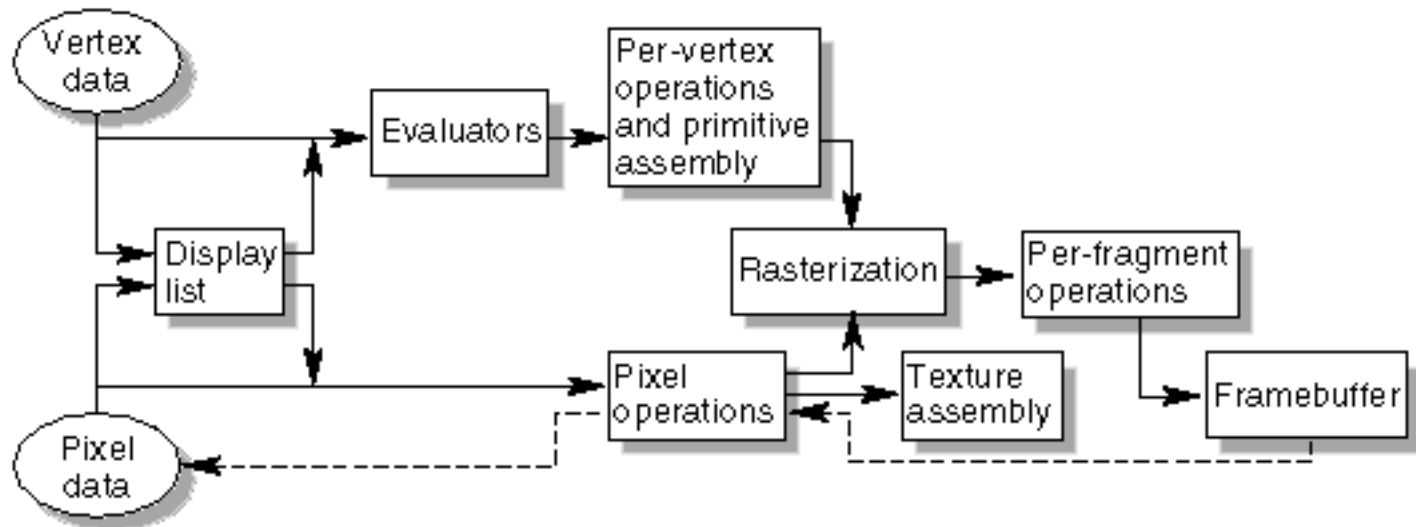 Vertex
data
Evaluators
Per-vertex
operations
and primitive
assembly
Display
list
Rasterization
Per-fragment
operations
Pixel
operations
Texture
assembly
Framebuffer
Pixel
data